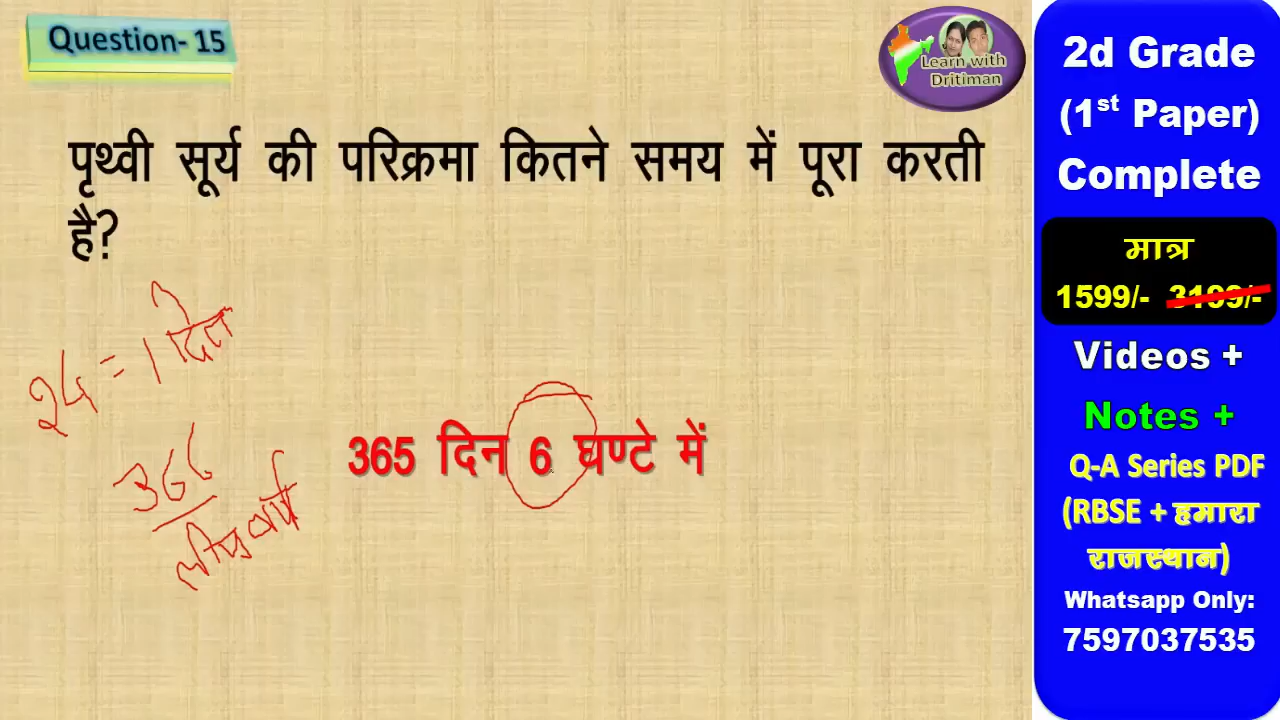 Question- 15
Learn with
Dritiman
पृथ्वी सूर्य की परिक्रमा कितने समय में पूरा करती
है?
24 = 1 दिन
366
लीप वर्ष
365 दिन 6 घण्टे में
2d Grade
(1st Paper)
Complete
मात्र
1599/- 3199/-
Videos +
Notes +
Q-A Series PDF
(RBSE + हमारा
राजस्थान)
Whatsapp Only:
7597037535